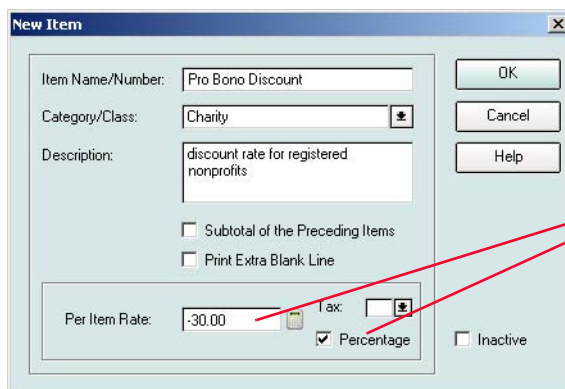 New Item
Item Name/Number: Pro Bono Discount
OK
Category/Class: Charity
Cancel
Description: discount rate for registered
nonprofits
Help
Subtotal of the Preceding Items
Print Extra Blank Line
Tax:
Per Item Rate: -30.00
Percentage
Inactive